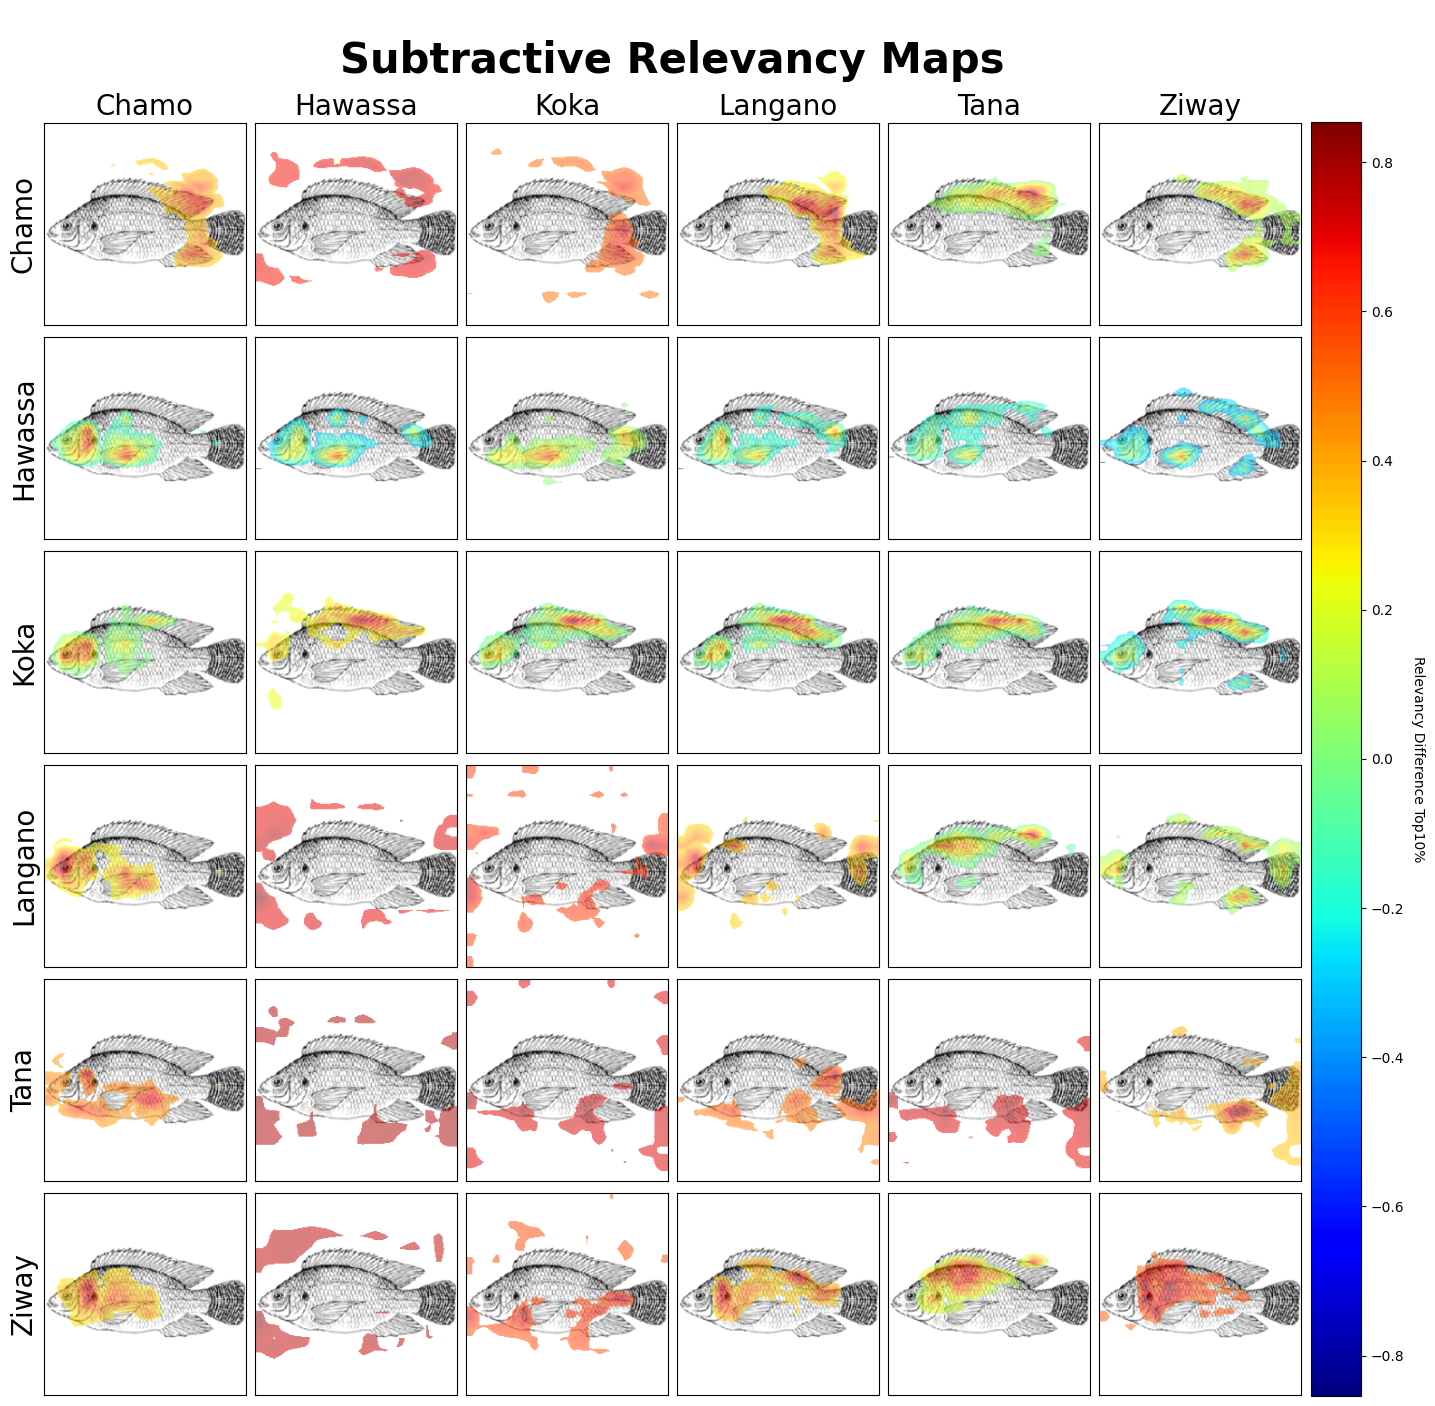 Subtractive Relevancy Maps
Chamo Hawassa Koka Langano Tana Ziway
Chamo
Hawassa
Koka
Langano
Tana
Ziway
0.8
0.6
0.4
0.2
0.0
−0.2
−0.4
−0.6
−0.8
Relevancy Difference Top10%